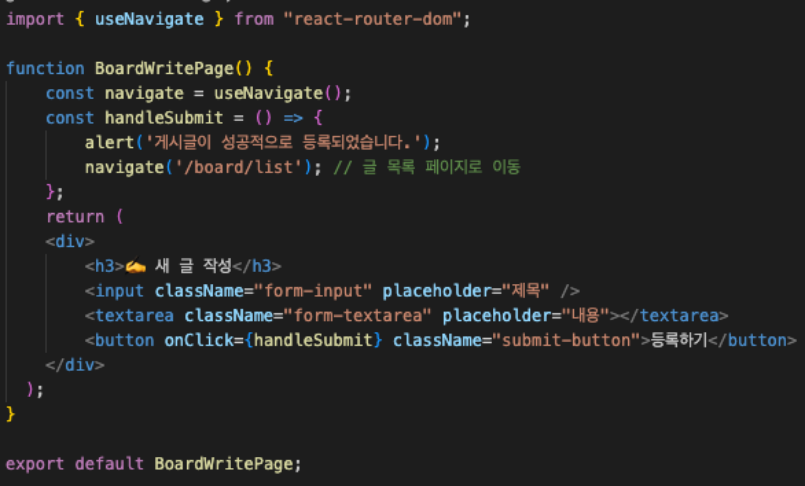 import { useNavigate } from "react-router-dom";
function BoardWritePage() {
const navigate = useNavigate();
const handleSubmit = () => {
alert('게시글이 성공적으로 등록되었습니다.');
navigate('/board/list'); // 글 목록 페이지로 이동
};
return (
<div>
<h3>✍️ 새 글 작성</h3>
<input className="form-input" placeholder="제목" />
<textarea className="form-textarea" placeholder="내용"></textarea>
<button onClick={handleSubmit} className="submit-button">등록하기</button>
</div>
);
}
export default BoardWritePage;